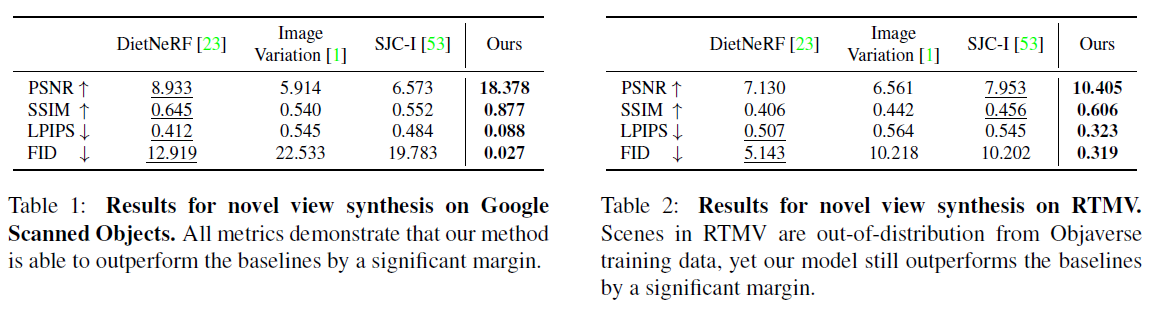 DietNeRF [23] Image Variation [1] SJC-I [53] Ours
PSNR ↑ 8.933 5.914 6.573 18.378
SSIM ↑ 0.645 0.540 0.552 0.877
LPIPS ↓ 0.412 0.545 0.484 0.088
FID ↓ 12.919 22.533 19.783 0.027
Table 1: Results for novel view synthesis on Google
Scanned Objects. All metrics demonstrate that our method
is able to outperform the baselines by a significant margin.
DietNeRF [23] Image Variation [1] SJC-I [53] Ours
PSNR ↑ 7.130 6.561 7.953 10.405
SSIM ↑ 0.406 0.442 0.456 0.606
LPIPS ↓ 0.507 0.564 0.545 0.323
FID ↓ 5.143 10.218 10.202 0.319
Table 2: Results for novel view synthesis on RTMV.
Scenes in RTMV are out-of-distribution from Objaverse
training data, yet our model still outperforms the baselines
by a significant margin.